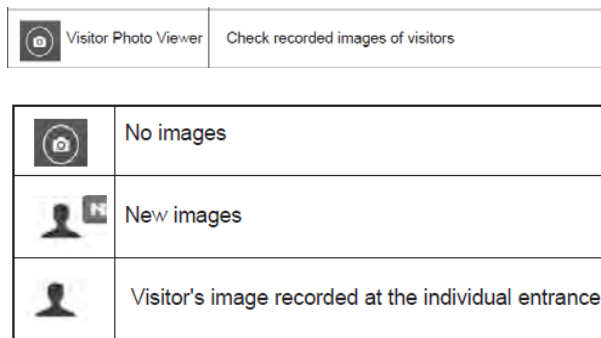 Visitor Photo Viewer Check recorded images of visitors
No images
New images
Visitor's image recorded at the individual entrance